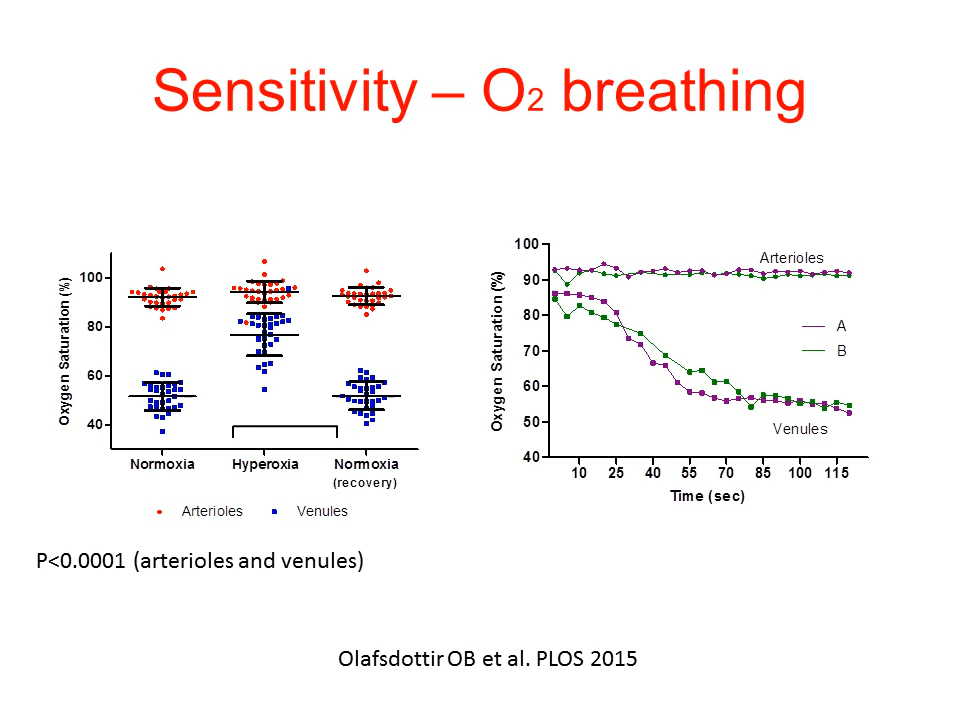 Sensitivity – O2 breathing
Oxygen Saturation (%)
100
80
60
40
Normoxia Hyperoxia Normoxia
(recovery)
Arterioles Venules
P<0.0001 (arterioles and venules)
Oxygen Saturation (%)
100
90
80
70
60
50
40
Arterioles
A
B
Venules
10 25 40 55 70 85 100 115
Time (sec)
Olafsdottir OB et al. PLOS 2015